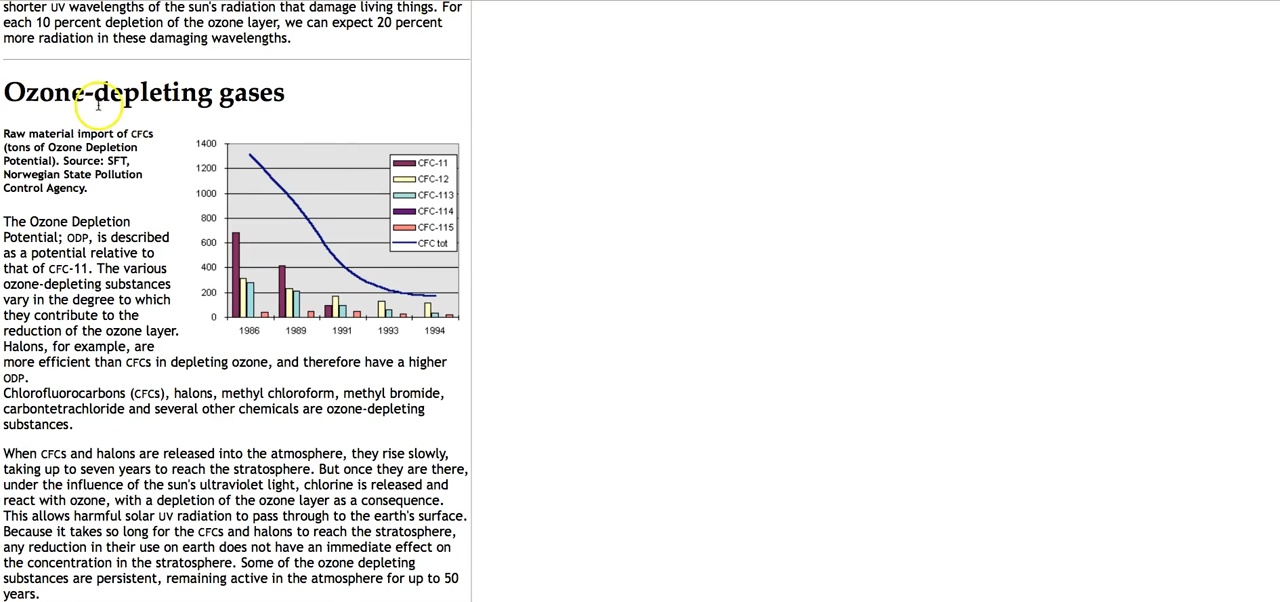 shorter UV wavelengths of the sun's radiation that damage living things. For
each 10 percent depletion of the ozone layer, we can expect 20 percent
more radiation in these damaging wavelengths.
Ozone-depleting gases
Raw material import of CFCs
(tons of Ozone Depletion
Potential). Source: SFT,
Norwegian State Pollution
Control Agency.
1400
1200
1000
800
600
400
200
0
1986 1989 1991 1993 1994
CFC-11
CFC-12
CFC-113
CFC-114
CFC-115
CFC tot
The Ozone Depletion
Potential; ODP, is described
as a potential relative to
that of CFC-11. The various
ozone-depleting substances
vary in the degree to which
they contribute to the
reduction of the ozone layer.
Halons, for example, are
more efficient than CFCs in depleting ozone, and therefore have a higher
ODP.
Chlorofluorocarbons (CFCs), halons, methyl chloroform, methyl bromide,
carbontetrachloride and several other chemicals are ozone-depleting
substances.
When CFCs and halons are released into the atmosphere, they rise slowly,
taking up to seven years to reach the stratosphere. But once they are there,
under the influence of the sun's ultraviolet light, chlorine is released and
react with ozone, with a depletion of the ozone layer as a consequence.
This allows harmful solar UV radiation to pass through to the earth's surface.
Because it takes so long for the CFCs and halons to reach the stratosphere,
any reduction in their use on earth does not have an immediate effect on
the concentration in the stratosphere. Some of the ozone depleting
substances are persistent, remaining active in the atmosphere for up to 50
years.